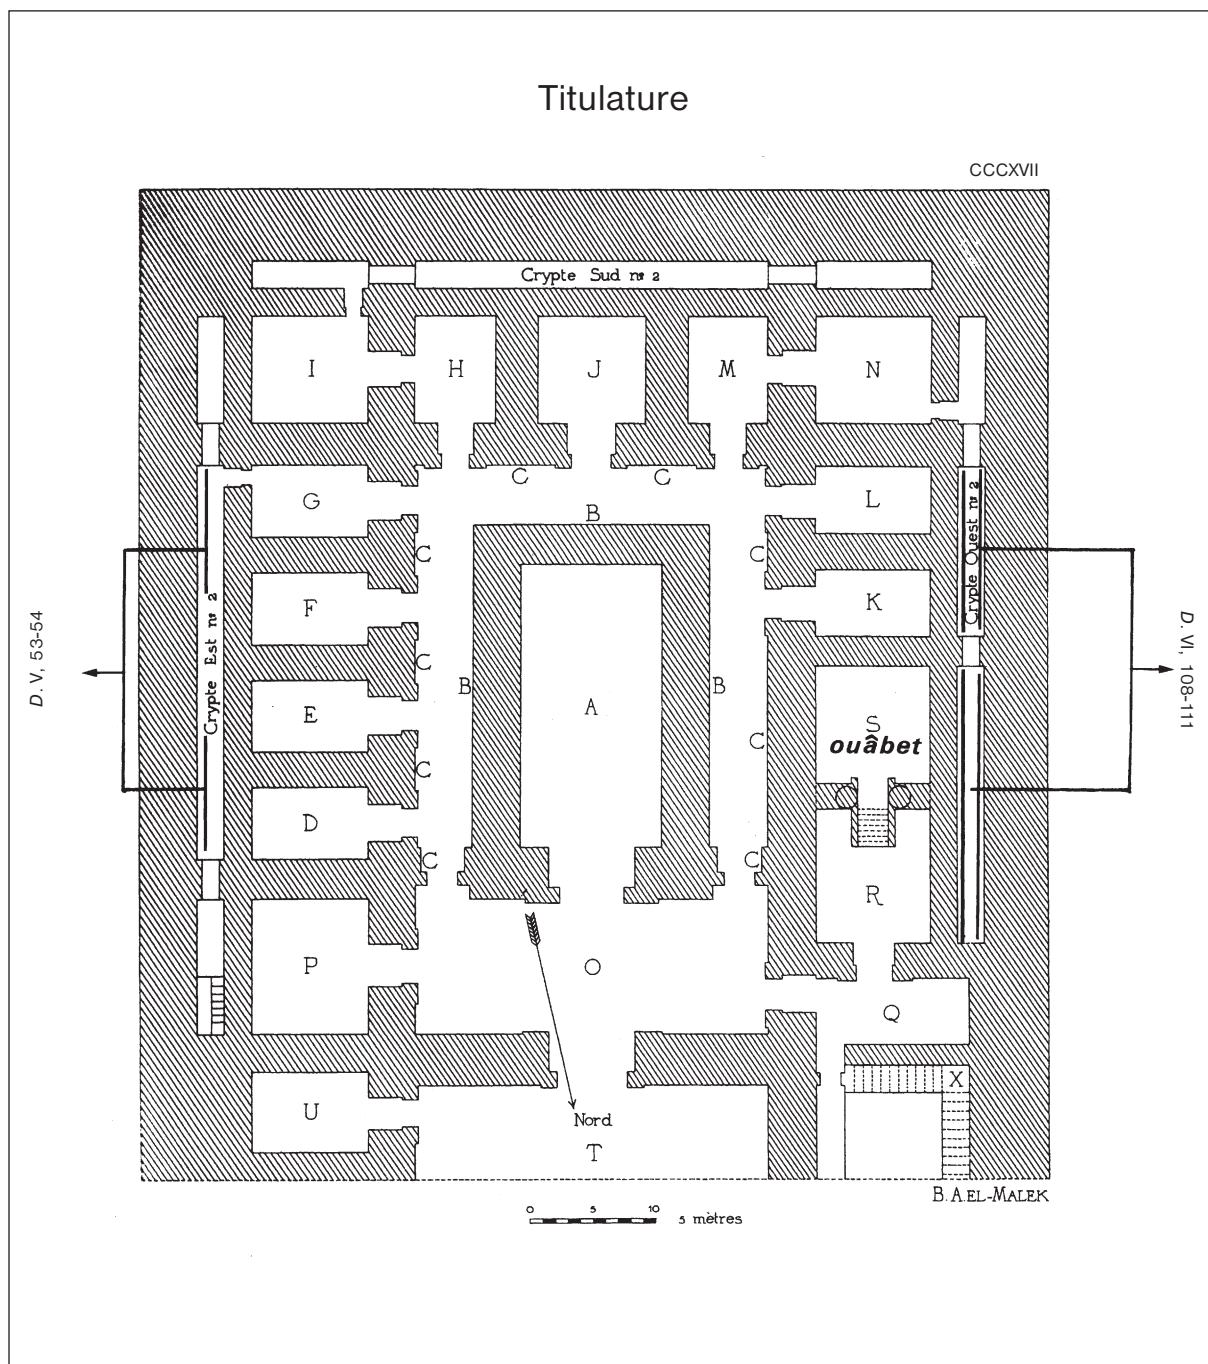 Titulature
CCCXVII
Crypte Sud nº 2
I
H
J
M
N
C
C
G
B
L
C
C
Crypte Ouest nº 2
F
K
C
Crypte Est nº 2
D. V, 53-54
D. VI, 108-111
B
B
A
E
S
ouâbet
C
C
D
C
C
R
P
O
Q
X
U
Nord
T
B. A. EL-MALEK
0 5 10
5 mètres